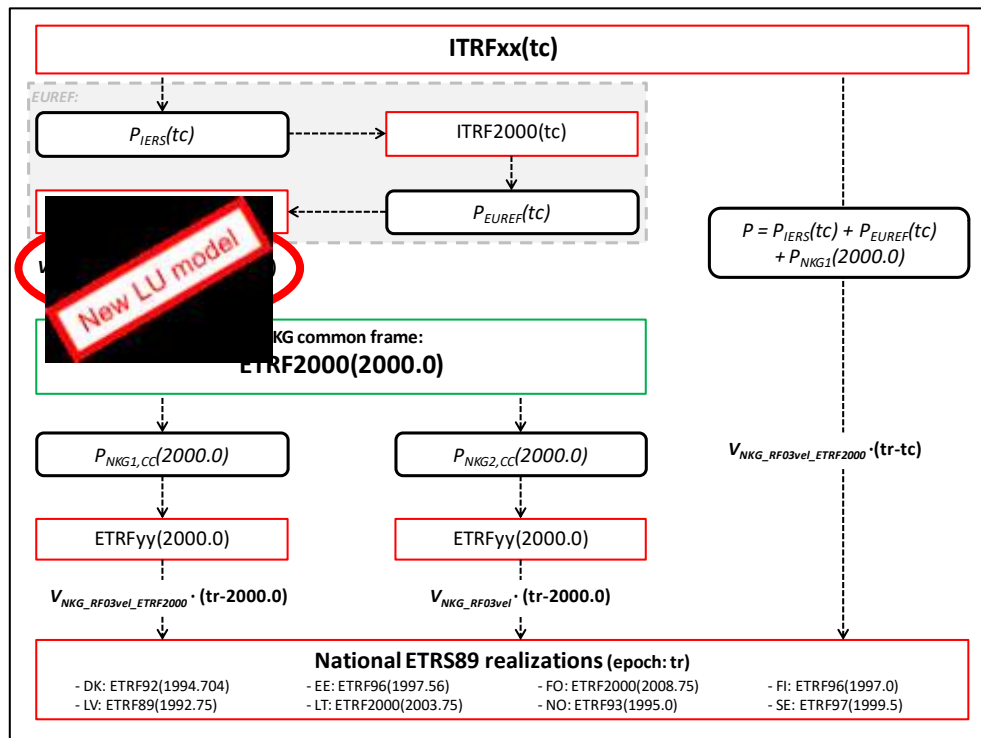 ITRFxx(tc)
EUREF:
P_IERS(tc)
ITRF2000(tc)
P_EUREF(tc)
P = P_IERS(tc) + P_EUREF(tc)
+ P_NKG1(2000.0)
New LU model
common frame:
ETRF2000(2000.0)
P_NKG1,CC(2000.0)
P_NKG2,CC(2000.0)
V_NKG_RF03vel_ETRF2000 ·(tr-tc)
ETRFyy(2000.0)
ETRFyy(2000.0)
V_NKG_RF03vel_ETRF2000 · (tr-2000.0)
V_NKG_RF03vel · (tr-2000.0)
National ETRS89 realizations (epoch: tr)
- DK: ETRF92(1994.704)
- EE: ETRF96(1997.56)
- FO: ETRF2000(2008.75)
- FI: ETRF96(1997.0)
- LV: ETRF89(1992.75)
- LT: ETRF2000(2003.75)
- NO: ETRF93(1995.0)
- SE: ETRF97(1999.5)